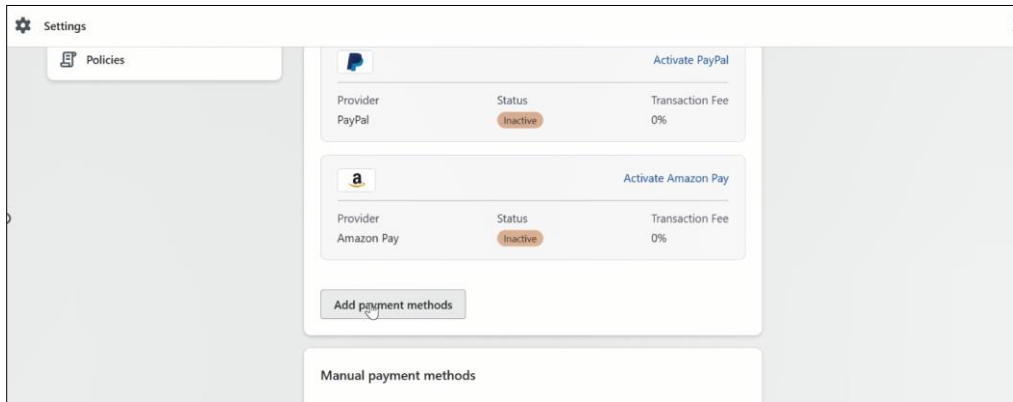 Settings
Policies
Activate PayPal
Provider Status Transaction Fee
PayPal Inactive 0%
a
Activate Amazon Pay
Provider Status Transaction Fee
Amazon Pay Inactive 0%
Add payment methods
Manual payment methods